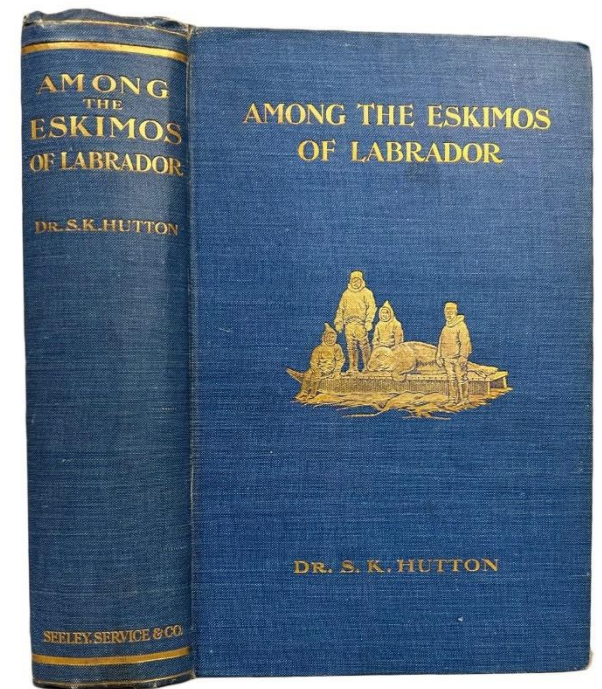 AMONG
THE
ESKIMOS
OF LABRADOR
DR. S. K. HUTTON
SEELEY, SERVICE & CO.
AMONG THE ESKIMOS
OF LABRADOR
DR. S. K. HUTTON